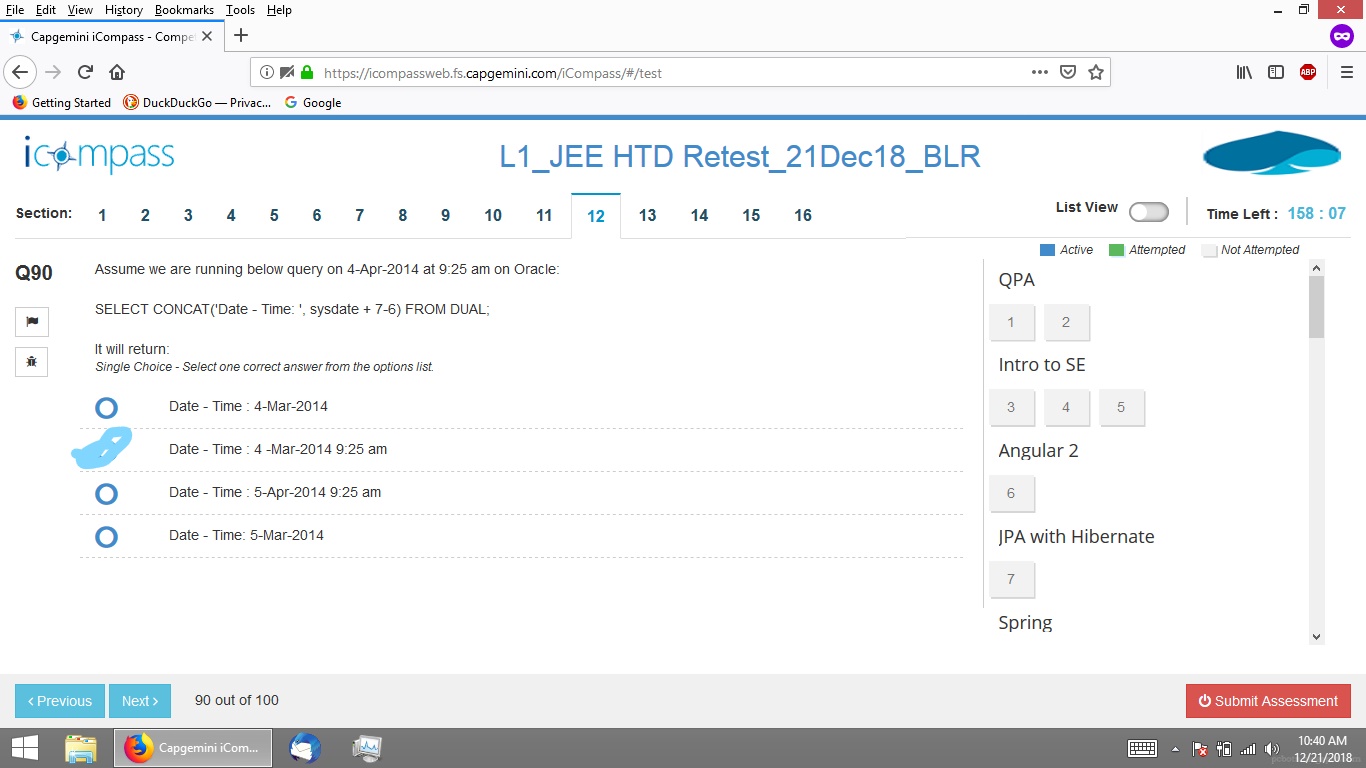 File Edit View History Bookmarks Tools Help
Capgemini iCompass - Compet
https://icompassweb.fs.capgemini.com/iCompass/#/test
ABP
Getting Started DuckDuckGo — Privac... Google
icompass
L1_JEE HTD Retest_21Dec18_BLR
Section: 1 2 3 4 5 6 7 8 9 10 11 12 13 14 15 16
List View
Time Left : 158 : 07
Active Attempted Not Attempted
Q90
Assume we are running below query on 4-Apr-2014 at 9:25 am on Oracle:
SELECT CONCAT('Date - Time: ', sysdate + 7-6) FROM DUAL;
It will return:
Single Choice - Select one correct answer from the options list.
Date - Time : 4-Mar-2014
Date - Time : 4 -Mar-2014 9:25 am
Date - Time : 5-Apr-2014 9:25 am
Date - Time: 5-Mar-2014
QPA
1 2
Intro to SE
3 4 5
Angular 2
6
JPA with Hibernate
7
Spring
Previous Next 90 out of 100
Submit Assessment
Capgemini iCom...
10:40 AM
12/21/2018